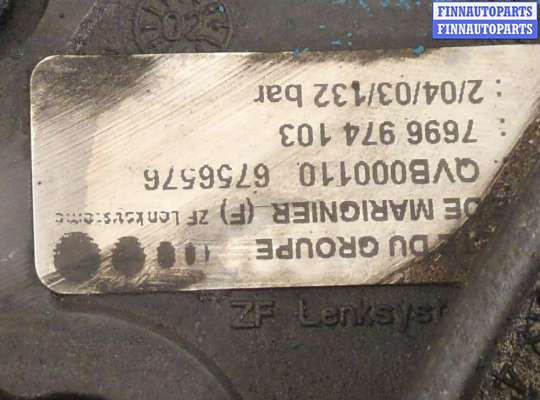 FINNAUTOPARTS
FINNAUTOPARTS
ZF Lenksyst
DU GROUPE
DE MARIGNIER (F) ZF Lenksysteme
QVB000110 6756576
: 7696 974 103
: 2/04/03/132 bar